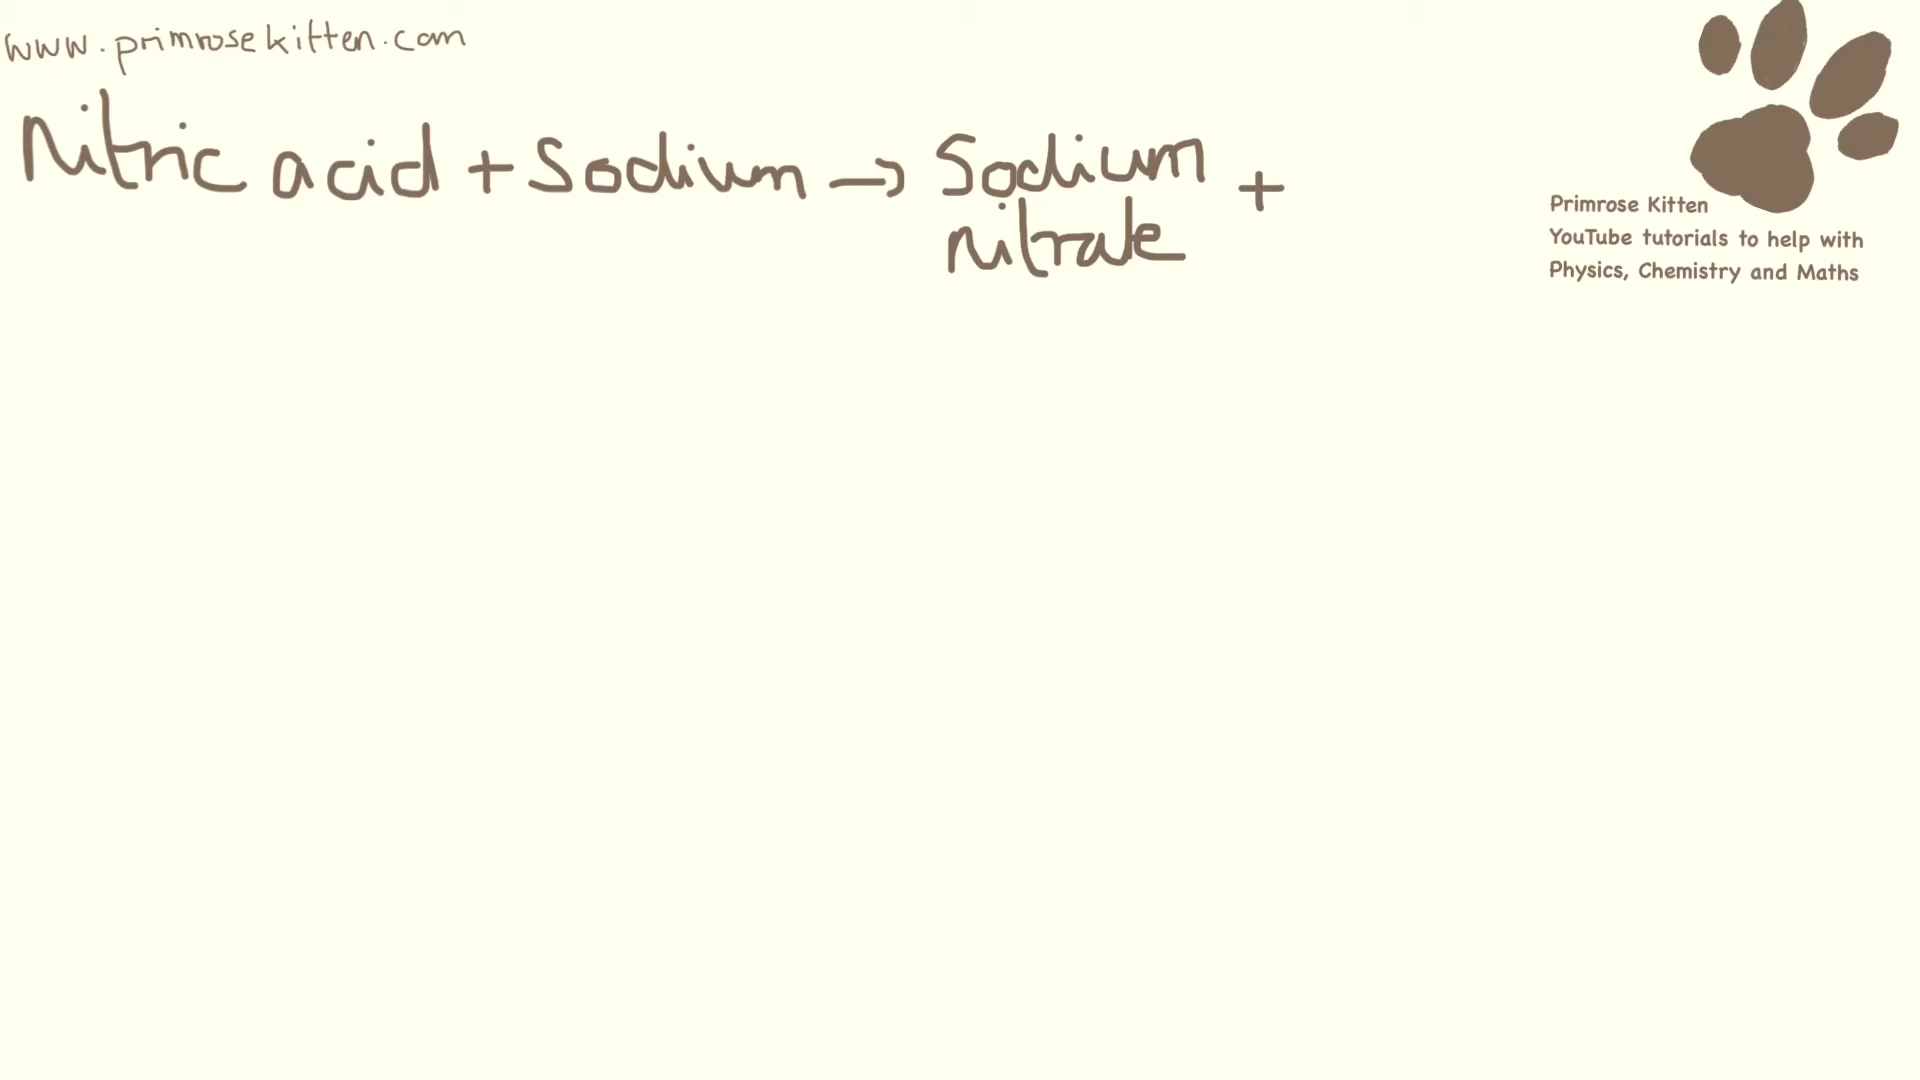 www.primrosekitten.com
Nitric acid + Sodium → Sodium +
nitrate
Primrose Kitten
YouTube tutorials to help with
Physics, Chemistry and Maths